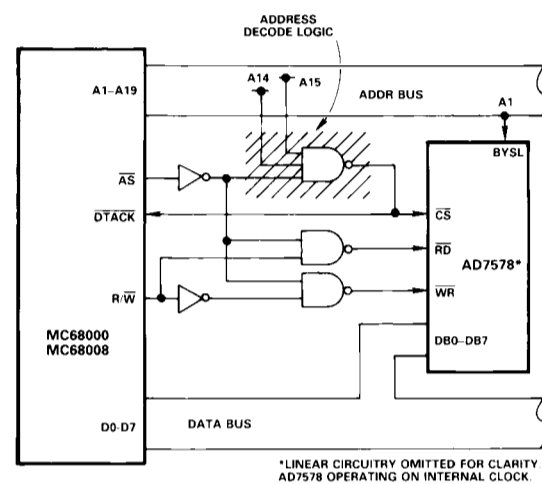 ADDRESS
DECODE LOGIC
A14
A15
A1–A19
ADDR BUS
A1
BYSL
AS
DTACK
CS
RD
AD7578*
WR
R/W
MC68000
MC68008
DB0–DB7
D0-D7
DATA BUS
*LINEAR CIRCUITRY OMITTED FOR CLARITY.
AD7578 OPERATING ON INTERNAL CLOCK.